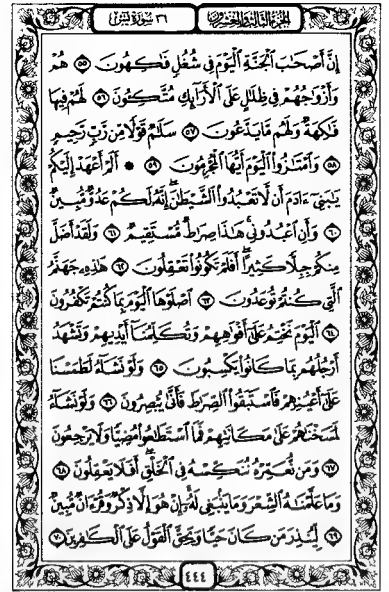 الجزء الثالث والعشرون ٣٦ سورة يس
إِنَّ أَصْحَٰبَ ٱلْجَنَّةِ ٱلْيَوْمَ فِي شُغُلٍ فَٰكِهُونَ ٥٥ هُمْ
وَأَزْوَٰجُهُمْ فِي ظِلَٰلٍ عَلَى ٱلْأَرَآئِكِ مُتَّكِـُٔونَ ٥٦ لَهُمْ فِيهَا
فَٰكِهَةٌ وَلَهُم مَّا يَدَّعُونَ ٥٧ سَلَٰمٌ قَوْلًا مِّن رَّبٍّ رَّحِيمٍ
٥٨ وَٱمْتَٰزُوا۟ ٱلْيَوْمَ أَيُّهَا ٱلْمُجْرِمُونَ ٥٩ أَلَمْ أَعْهَدْ إِلَيْكُمْ
يَٰبَنِيٓ ءَادَمَ أَن لَّا تَعْبُدُوا۟ ٱلشَّيْطَٰنَ ۖ إِنَّهُۥ لَكُمْ عَدُوٌّ مُّبِينٌ
٦٠ وَأَنِ ٱعْبُدُونِي ۚ هَٰذَا صِرَٰطٌ مُّسْتَقِيمٌ ٦١ وَلَقَدْ أَضَلَّ
مِنكُمْ جِبِلًّا كَثِيرًا ۖ أَفَلَمْ تَكُونُوا۟ تَعْقِلُونَ ٦٢ هَٰذِهِۦ جَهَنَّمُ
ٱلَّتِي كُنتُمْ تُوعَدُونَ ٦٣ ٱصْلَوْهَا ٱلْيَوْمَ بِمَا كُنتُمْ تَكْفُرُونَ
٦٤ ٱلْيَوْمَ نَخْتِمُ عَلَىٰٓ أَفْوَٰهِهِمْ وَتُكَلِّمُنَآ أَيْدِيهِمْ وَتَشْهَدُ
أَرْجُلُهُم بِمَا كَانُوا۟ يَكْسِبُونَ ٦٥ وَلَوْ نَشَآءُ لَطَمَسْنَا
عَلَىٰٓ أَعْيُنِهِمْ فَٱسْتَبَقُوا۟ ٱلصِّرَٰطَ فَأَنَّىٰ يُبْصِرُونَ ٦٦ وَلَوْ نَشَآءُ
لَمَسَخْنَٰهُمْ عَلَىٰ مَكَانَتِهِمْ فَمَا ٱسْتَطَٰعُوا۟ مُضِيًّا وَلَا يَرْجِعُونَ
٦٧ وَمَن نُّعَمِّرْهُ نُنَكِّسْهُ فِي ٱلْخَلْقِ ۖ أَفَلَا يَعْقِلُونَ ٦٨
وَمَا عَلَّمْنَٰهُ ٱلشِّعْرَ وَمَا يَنۢبَغِي لَهُۥٓ ۚ إِنْ هُوَ إِلَّا ذِكْرٌ وَقُرْءَانٌ مُّبِينٌ
٦٩ لِّيُنذِرَ مَن كَانَ حَيًّا وَيَحِقَّ ٱلْقَوْلُ عَلَى ٱلْكَٰفِرِينَ ٧٠
٤٤٤